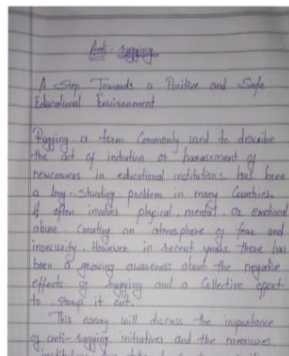 Anti-ragging
A Step Towards a Positive and Safe
Educational Environment
Ragging, a term commonly used to describe
the act of initiation or harassment of
newcomers in educational institutions has been
a long-standing problem in many Countries.
It often involves physical, mental, or emotional
abuse, creating an atmosphere of fear and
insecurity. However in recent years there has
been a growing awareness about the negative
effects of ragging and a Collective effort
to stamp it out.
This essay will discuss the importance
of anti-ragging initiatives and the measures